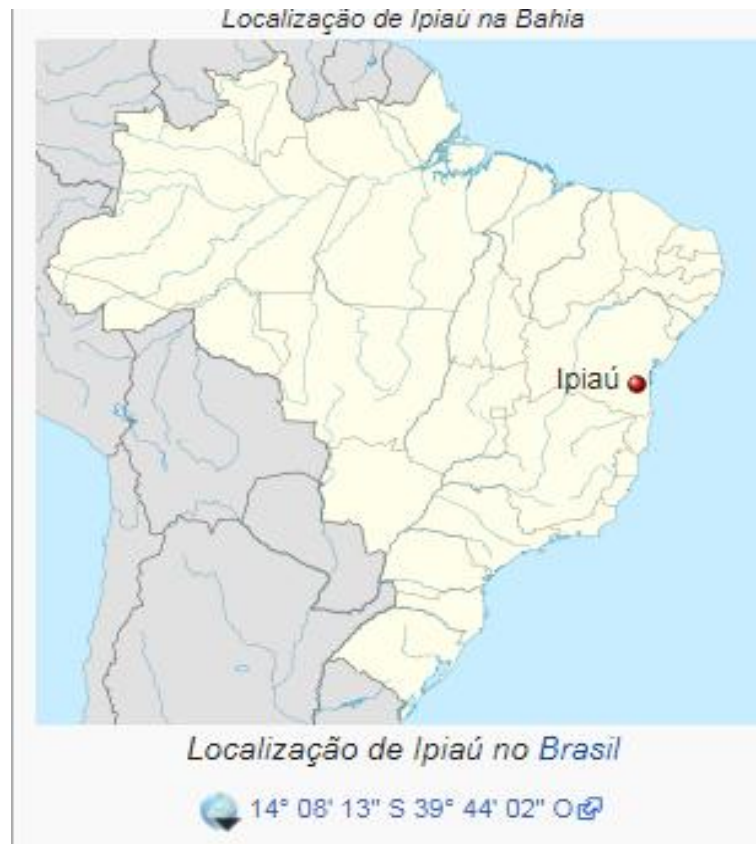 Localização de Ipiaú na Bahia
Ipiaú
Localização de Ipiaú no Brasil
14° 08' 13" S 39° 44' 02" O